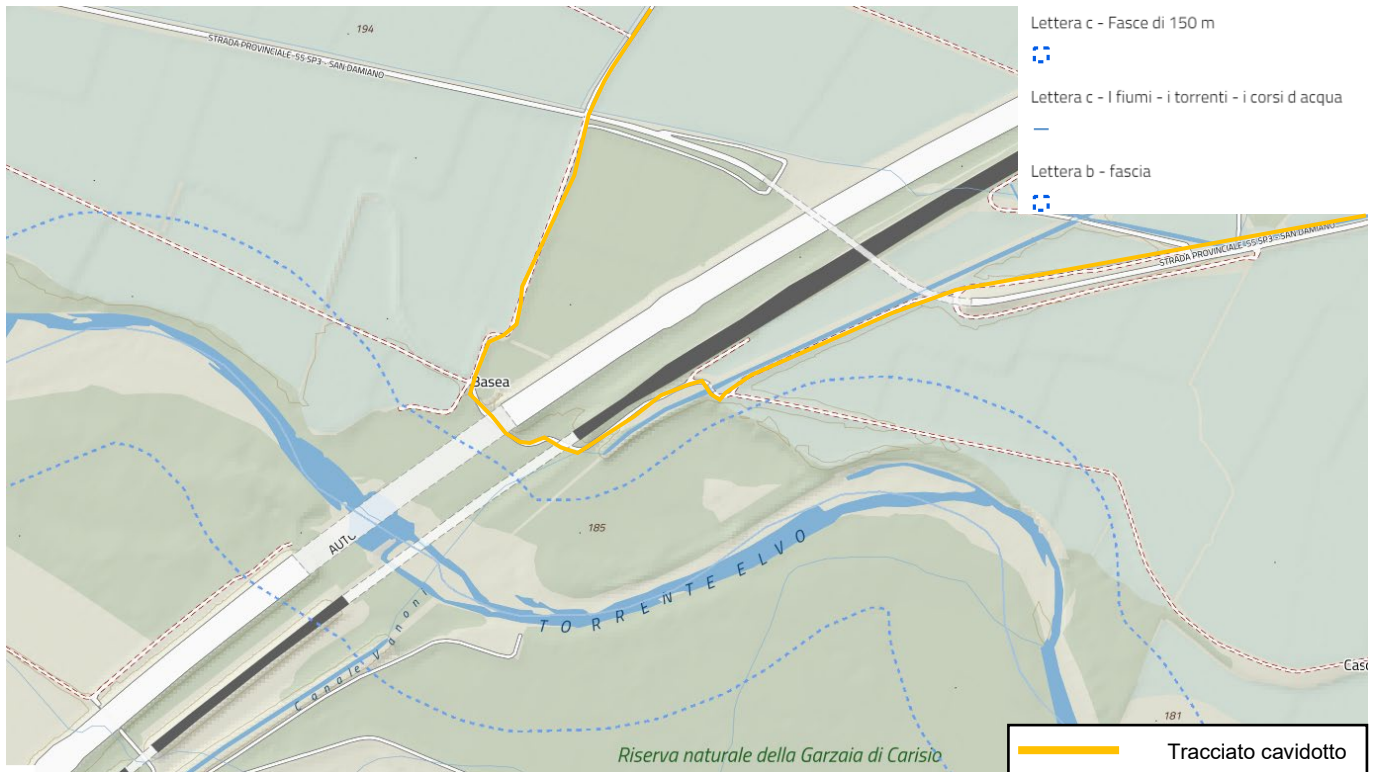 Lettera c - Fasce di 150 m
194
STRADA PROVINCIALE-55 SP3 - SAN DAMIANO
Lettera c - I fiumi - i torrenti - i corsi d acqua
Lettera b - fascia
STRADA PROVINCIALE-55 SP3 - SAN DAMIANO
Basea
185
AUTO
TORRENTE ELVO
Canale Vanoni
Casc
181
Riserva naturale della Garzaia di Carisio
Tracciato cavidotto